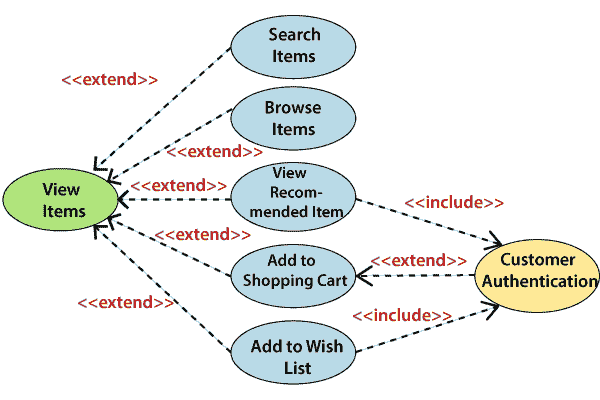 Search
Items
<<extend>>
Browse
Items
<<extend>>
View
Recom-
mended Item
<<extend>>
<<include>>
View
Items
<<extend>>
Add to
Shopping Cart
<<extend>>
Customer
Authentication
<<extend>>
<<include>>
Add to Wish
List